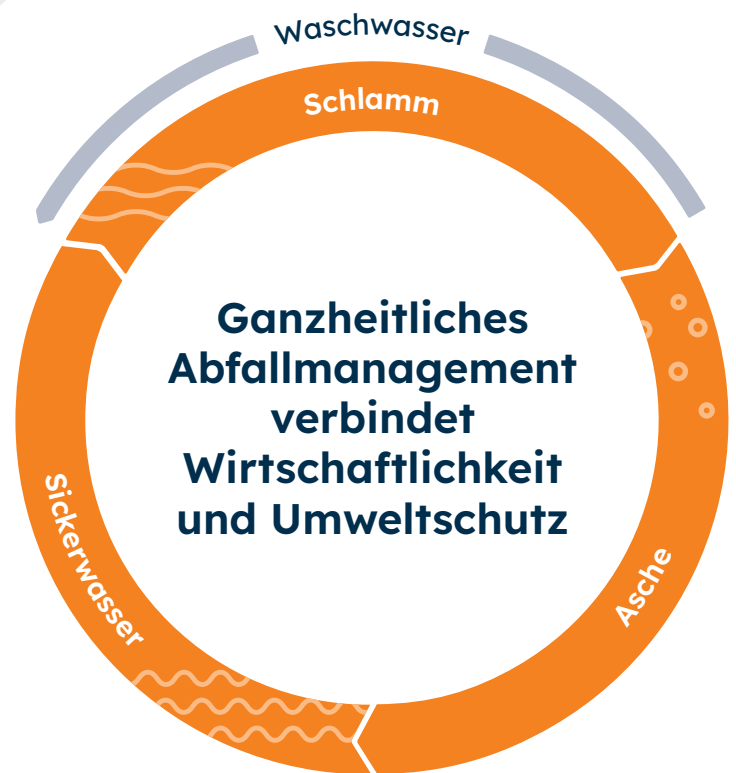 Waschwasser
Schlamm
Ganzheitliches
Abfallmanagement
verbindet
Wirtschaftlichkeit
und Umweltschutz
Sickerwasser
Asche